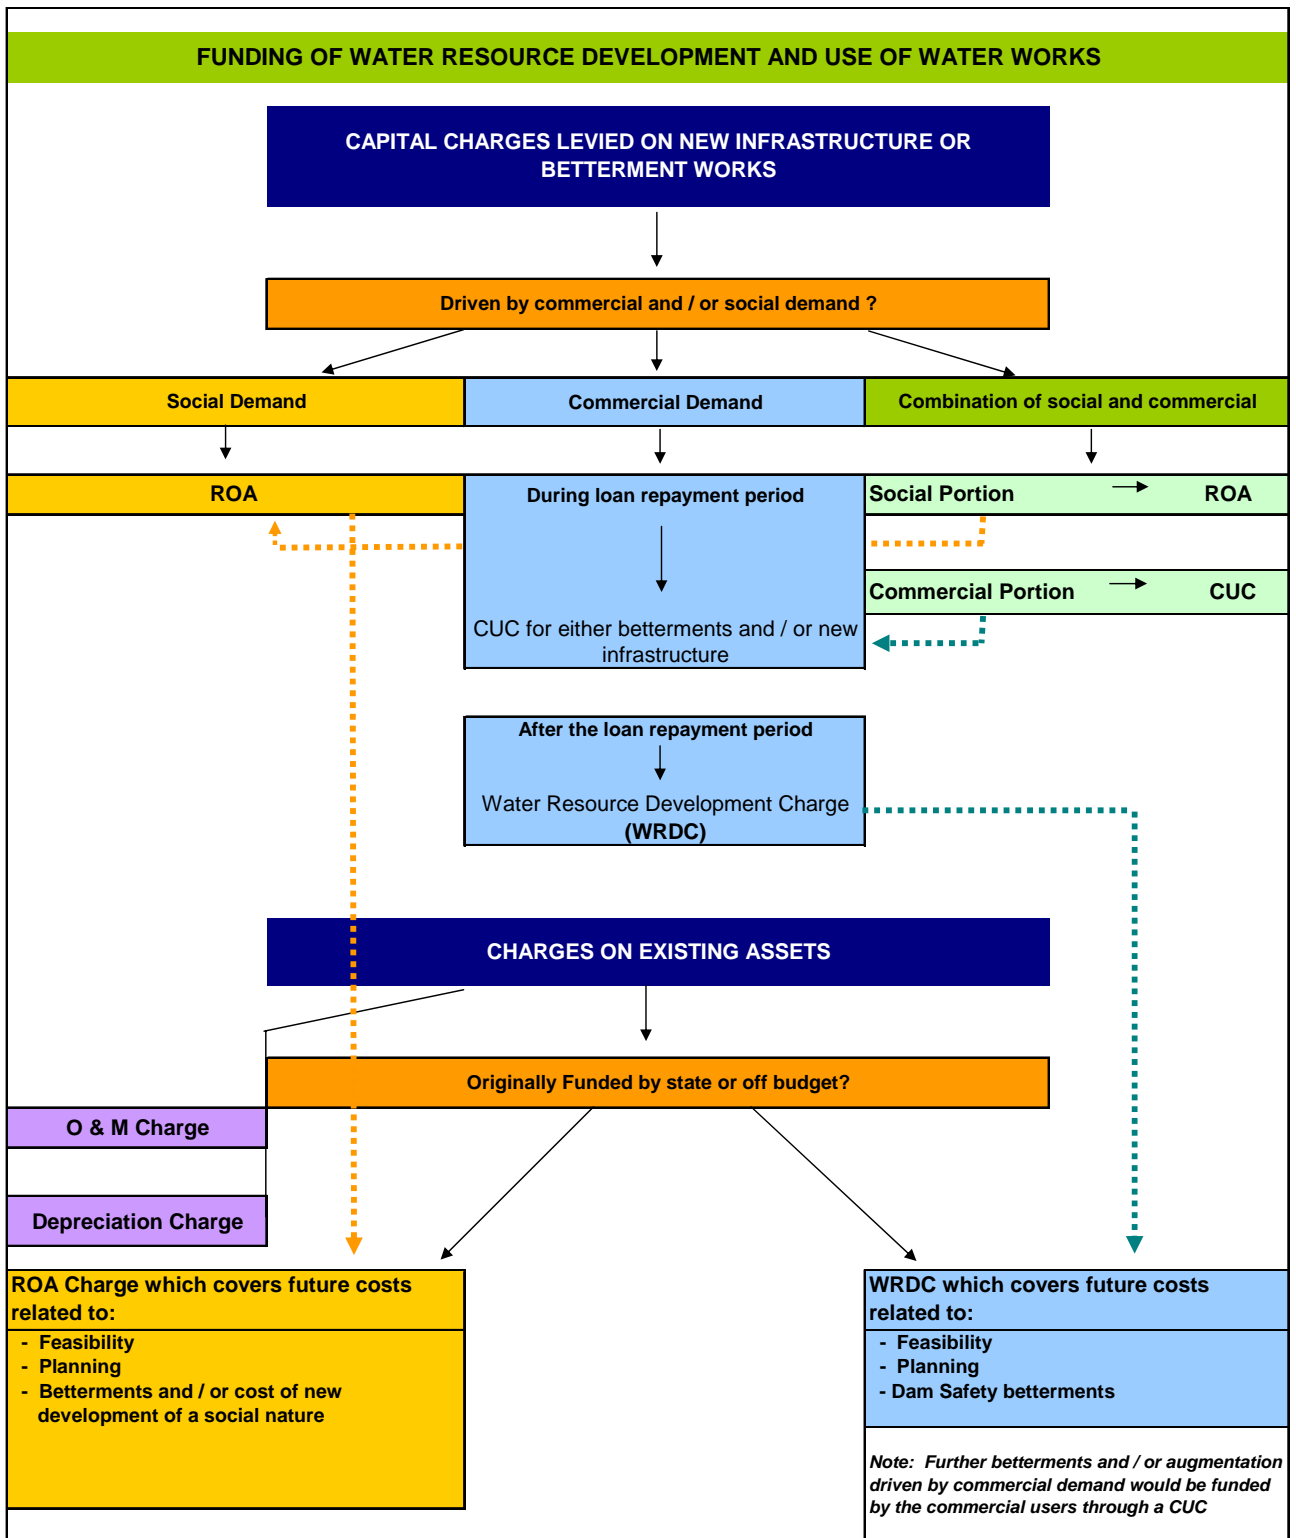 FUNDING OF WATER RESOURCE DEVELOPMENT AND USE OF WATER WORKS
CAPITAL CHARGES LEVIED ON NEW INFRASTRUCTURE OR
BETTERMENT WORKS
Driven by commercial and / or social demand ?
Social Demand
Commercial Demand
Combination of social and commercial
ROA
During loan repayment period
Social Portion ROA
Commercial Portion CUC
CUC for either betterments and / or new
infrastructure
After the loan repayment period
Water Resource Development Charge
(WRDC)
CHARGES ON EXISTING ASSETS
Originally Funded by state or off budget?
O & M Charge
Depreciation Charge
ROA Charge which covers future costs
related to:
- Feasibility
- Planning
- Betterments and / or cost of new
development of a social nature
WRDC which covers future costs
related to:
- Feasibility
- Planning
- Dam Safety betterments
Note: Further betterments and / or augmentation
driven by commercial demand would be funded
by the commercial users through a CUC